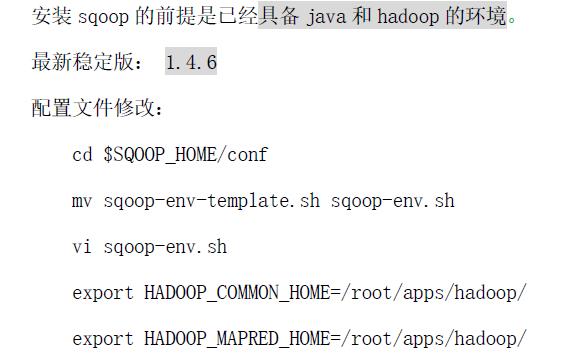 安装 sqoop 的前提是已经具备 java 和 hadoop 的环境。
最新稳定版： 1.4.6
配置文件修改：
cd $SQOOP_HOME/conf
mv sqoop-env-template.sh sqoop-env.sh
vi sqoop-env.sh
export HADOOP_COMMON_HOME=/root/apps/hadoop/
export HADOOP_MAPRED_HOME=/root/apps/hadoop/